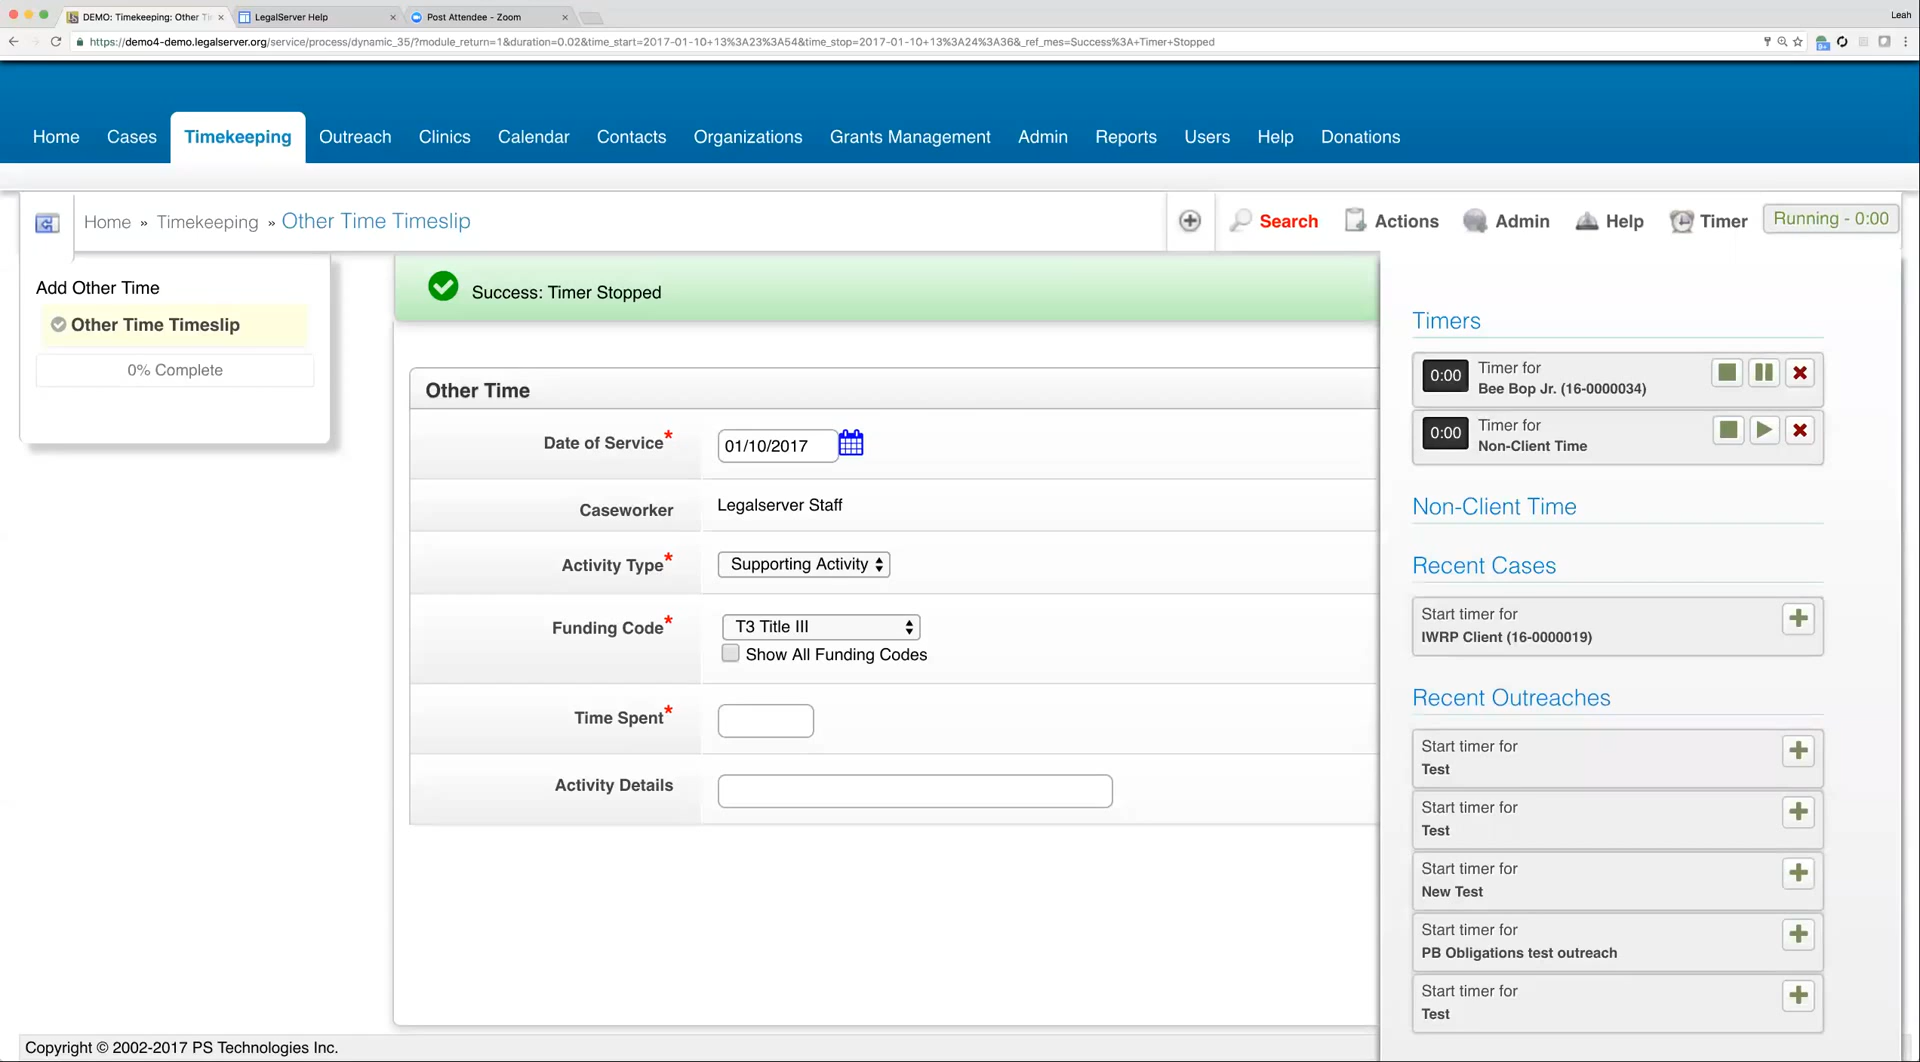 DEMO: Timekeeping: Other Ti
LegalServer Help
Post Attendee - Zoom
Leah
https://demo4-demo.legalserver.org/service/process/dynamic_35/?module_return=1&duration=0.02&time_start=2017-01-10+13%3A23%3A54&time_stop=2017-01-10+13%3A24%3A36&_ref_mes=Success%3A+Timer+Stopped
Home
Cases
Timekeeping
Outreach
Clinics
Calendar
Contacts
Organizations
Grants Management
Admin
Reports
Users
Help
Donations
Home » Timekeeping » Other Time Timeslip
Search
Actions
Admin
Help
Timer
Running - 0:00
Add Other Time
Other Time Timeslip
0% Complete
Success: Timer Stopped
Other Time
Date of Service*
01/10/2017
Caseworker
Legalserver Staff
Activity Type*
Supporting Activity
Funding Code*
T3 Title III
Show All Funding Codes
Time Spent*
Activity Details
Timers
0:00
Timer for
Bee Bop Jr. (16-0000034)
0:00
Timer for
Non-Client Time
Non-Client Time
Recent Cases
Start timer for
IWRP Client (16-0000019)
Recent Outreaches
Start timer for
Test
Start timer for
Test
Start timer for
New Test
Start timer for
PB Obligations test outreach
Start timer for
Test
Copyright © 2002-2017 PS Technologies Inc.